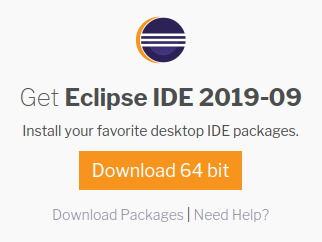 Get Eclipse IDE 2019-09
Install your favorite desktop IDE packages.
Download 64 bit
Download Packages | Need Help?